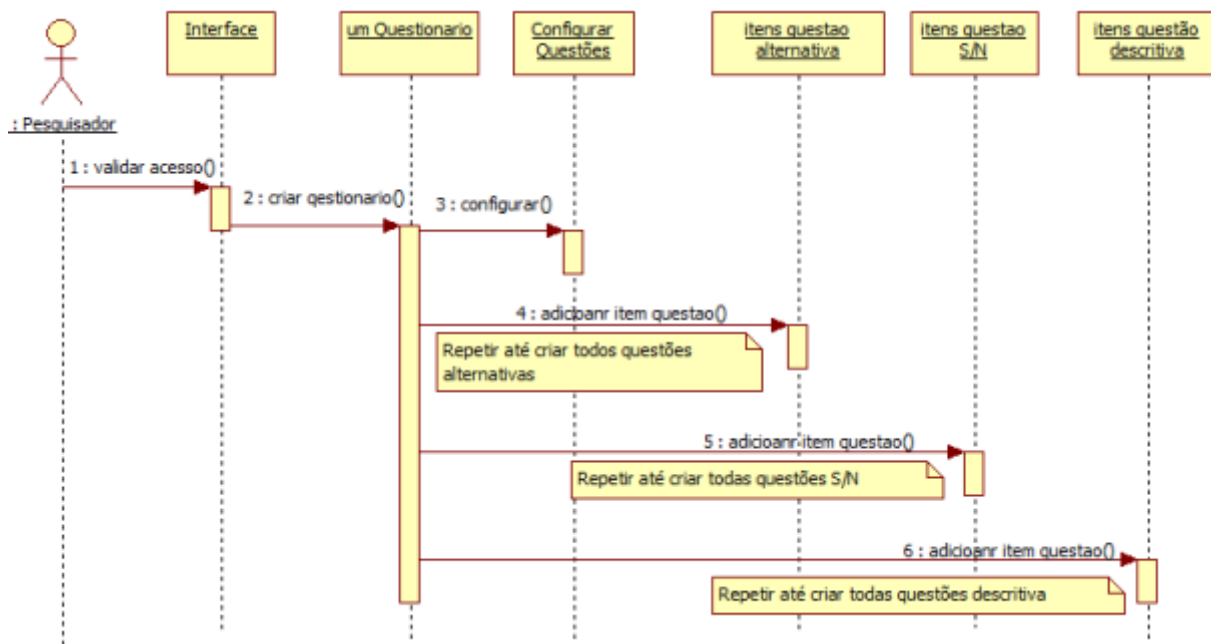 Interface
um Questionario
Configurar
Questões
itens questao
alternativa
itens questao
S/N
itens questão
descritiva
: Pesquisador
1 : validar acesso()
2 : criar qestionario()
3 : configurar()
4 : adicioanr item questao()
Repetir até criar todos questões
alternativas
5 : adicioanr item questao()
Repetir até criar todas questões S/N
6 : adicioanr item questao()
Repetir até criar todas questões descritiva